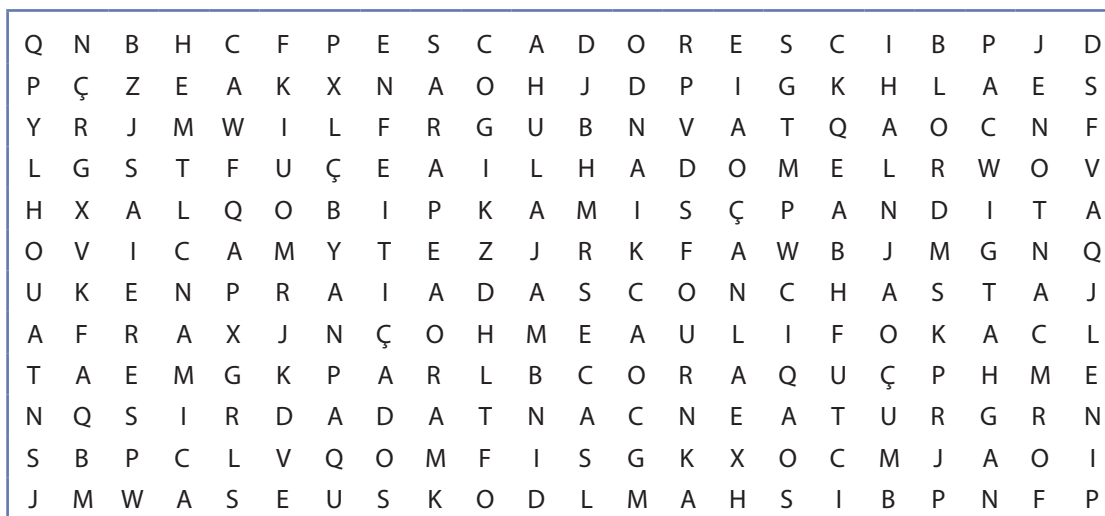 Q N B H C F P E S C A D O R E S C I B P J D
P Ç Z E A K X N A O H J D P I G K H L A E S
Y R J M W I L F R G U B N V A T Q A O C N F
L G S T F U Ç E A I L H A D O M E L R W O V
H X A L Q O B I P K A M I S Ç P A N D I T A
O V I C A M Y T E Z J R K F A W B J M G N Q
U K E N P R A I A D A S C O N C H A S T A J
A F R A X J N Ç O H M E A U L I F O K A C L
T A E M G K P A R L B C O R A Q U Ç P H M E
N Q S I R D A D A T N A C N E A T U R G R N
S B P C L V Q O M F I S G K X O C M J A O I
J M W A S E U S K O D L M A H S I B P N F P